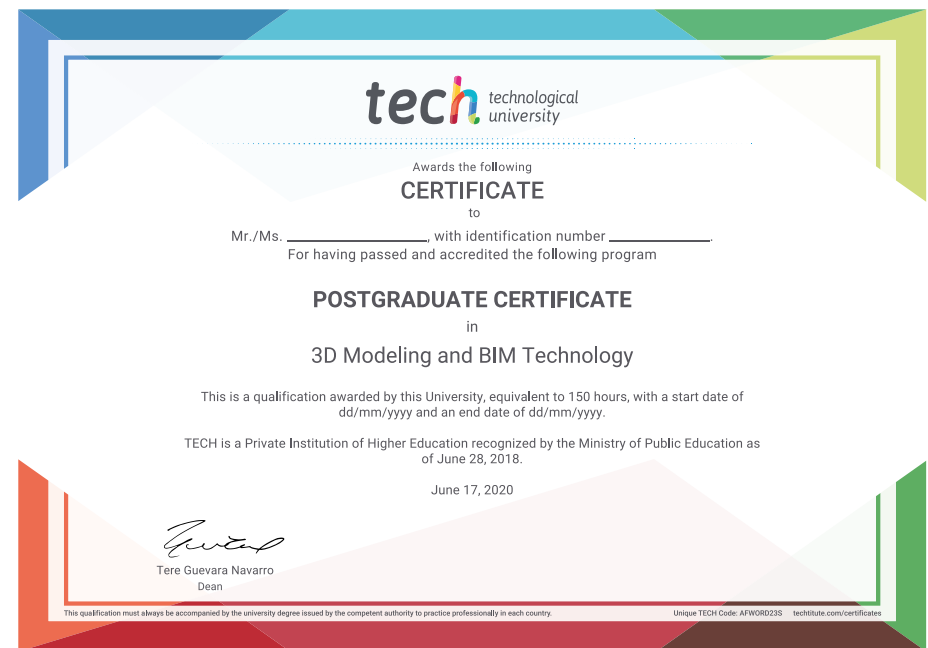 tech technological
university
Awards the following
CERTIFICATE
to
Mr./Ms. ____________, with identification number ____________.
For having passed and accredited the following program
POSTGRADUATE CERTIFICATE
in
3D Modeling and BIM Technology
This is a qualification awarded by this University, equivalent to 150 hours, with a start date of
dd/mm/yyyy and an end date of dd/mm/yyyy.
TECH is a Private Institution of Higher Education recognized by the Ministry of Public Education as
of June 28, 2018.
June 17, 2020
Tere Guevara Navarro
Dean
This qualification must always be accompanied by the university degree issued by the competent authority to practice professionally in each country.
Unique TECH Code: AFWORD23S techtitute.com/certificates